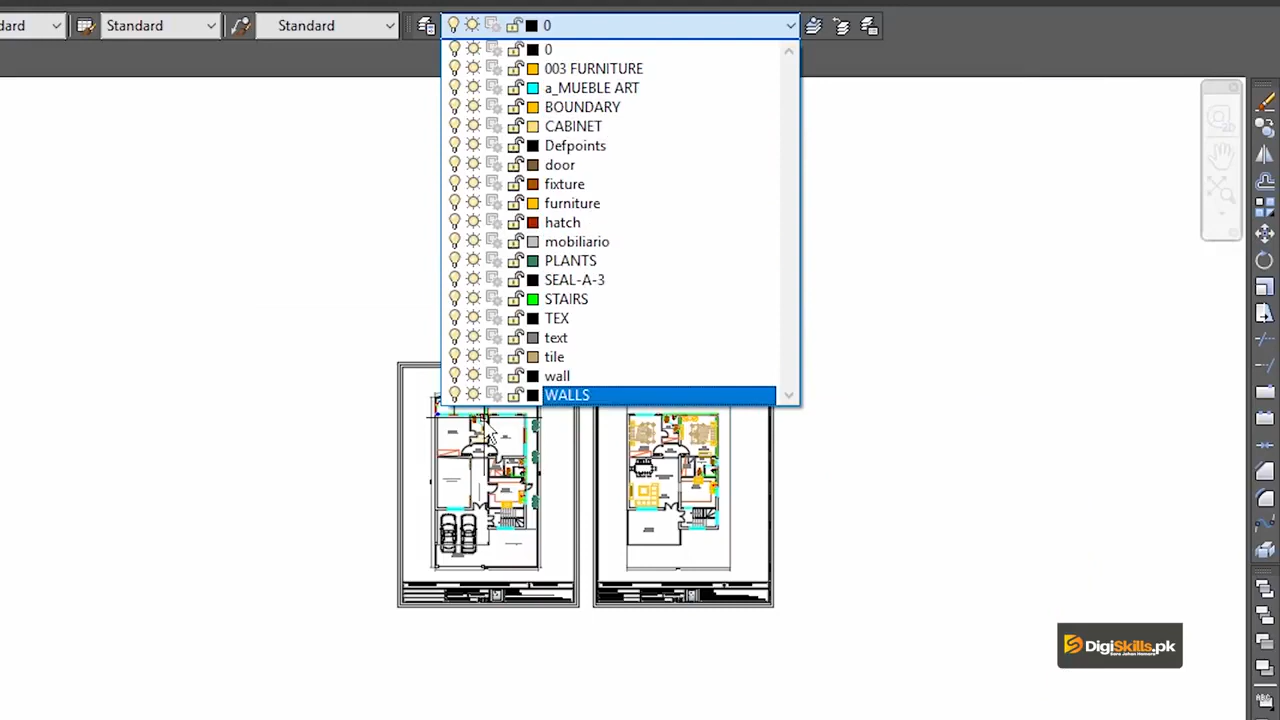 dard
Standard
Standard
0
0
003 FURNITURE
a_MUEBLE ART
BOUNDARY
CABINET
Defpoints
door
fixture
furniture
hatch
mobiliario
PLANTS
SEAL-A-3
STAIRS
TEX
text
tile
wall
WALLS
DigiSkills.pk